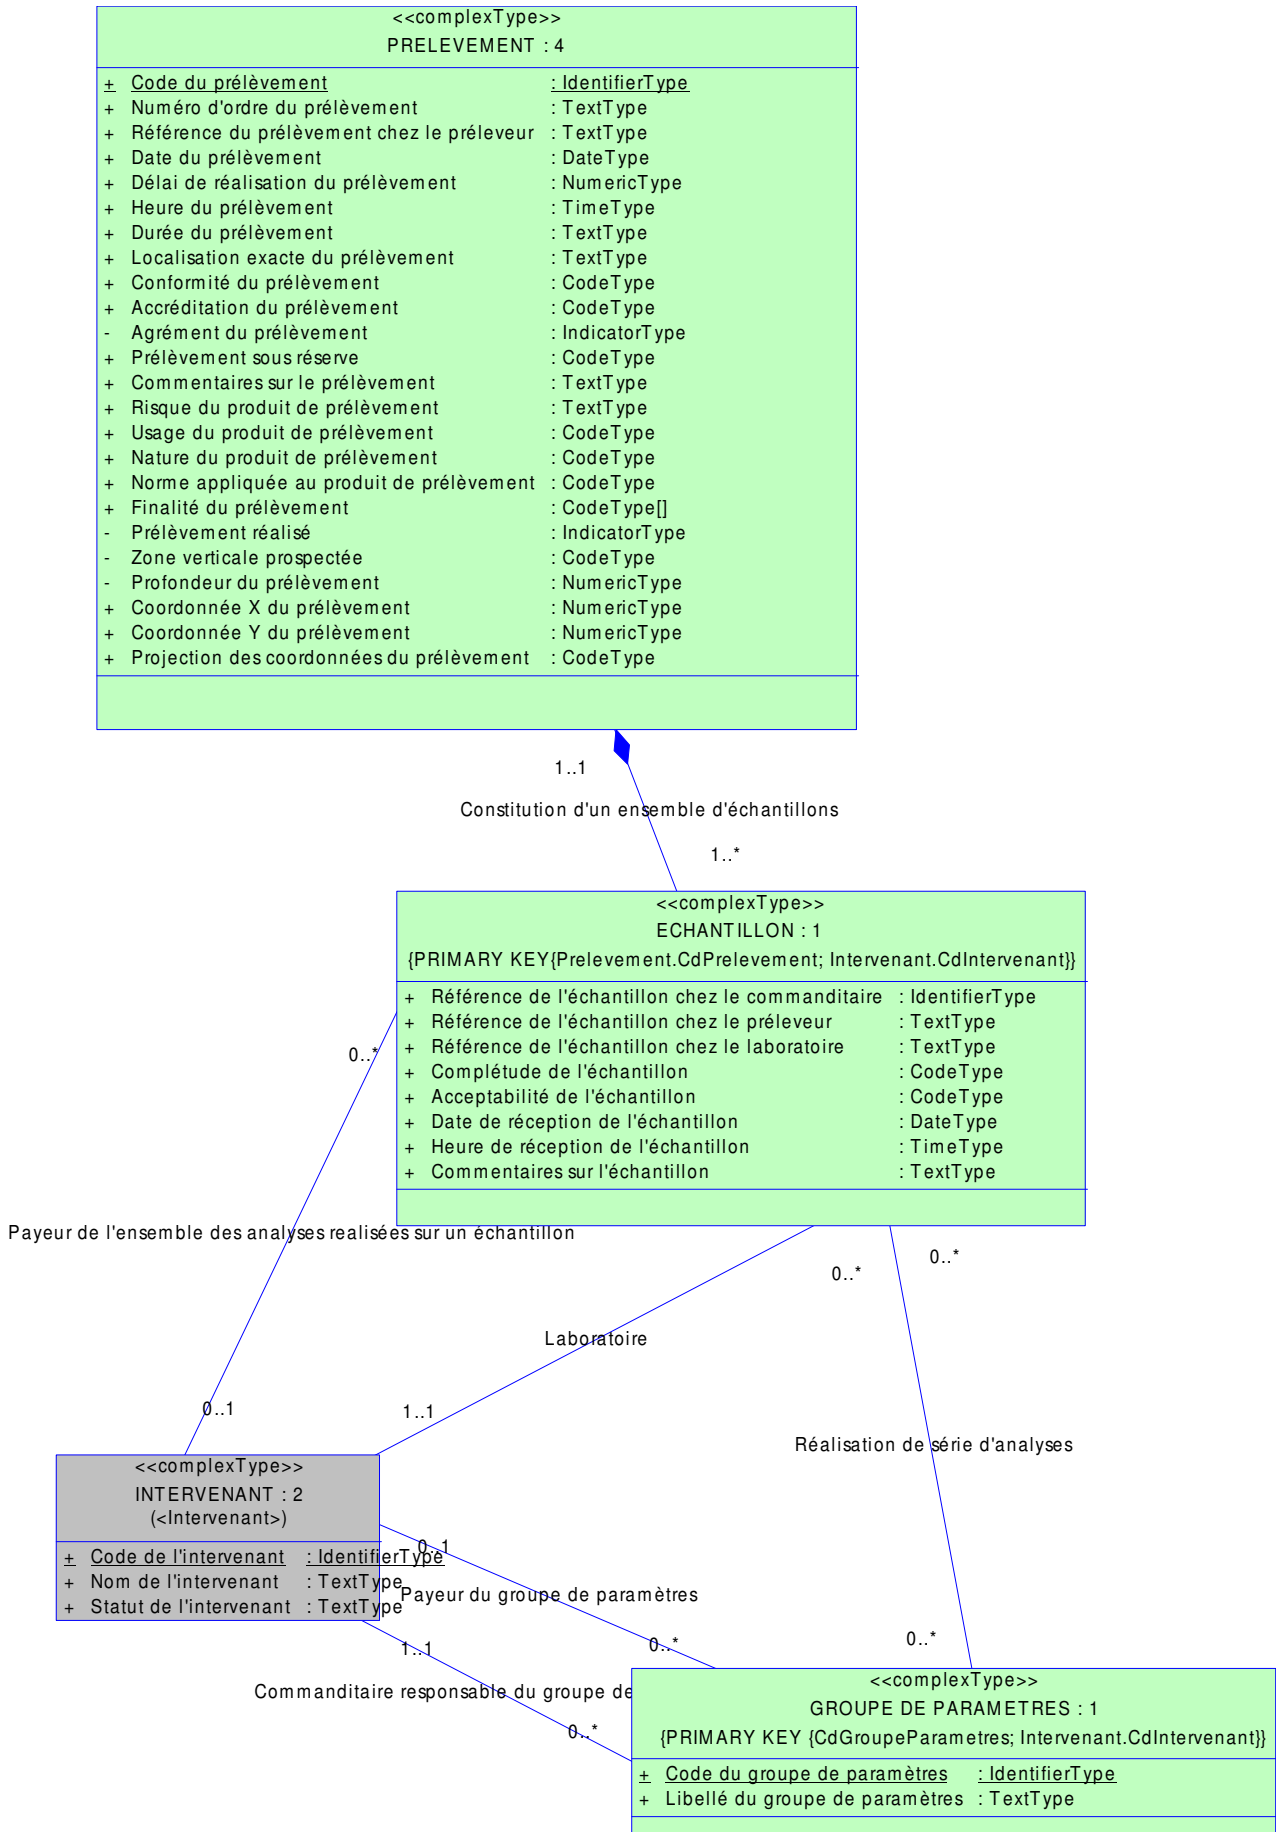 <<complexType>>
PRELEVEMENT : 4
+ Code du prélèvement : IdentifierType
+ Numéro d'ordre du prélèvement : TextType
+ Référence du prélèvement chez le préleveur : TextType
+ Date du prélèvement : DateType
+ Délai de réalisation du prélèvement : NumericType
+ Heure du prélèvement : TimeType
+ Durée du prélèvement : TextType
+ Localisation exacte du prélèvement : TextType
+ Conformité du prélèvement : CodeType
+ Accréditation du prélèvement : CodeType
- Agrément du prélèvement : IndicatorType
+ Prélèvement sous réserve : CodeType
+ Commentaires sur le prélèvement : TextType
+ Risque du produit de prélèvement : TextType
+ Usage du produit de prélèvement : CodeType
+ Nature du produit de prélèvement : CodeType
+ Norme appliquée au produit de prélèvement : CodeType
+ Finalité du prélèvement : CodeType[]
- Prélèvement réalisé : IndicatorType
- Zone verticale prospectée : CodeType
- Profondeur du prélèvement : NumericType
+ Coordonnée X du prélèvement : NumericType
+ Coordonnée Y du prélèvement : NumericType
+ Projection des coordonnées du prélèvement : CodeType
1..1
Constitution d'un ensemble d'échantillons
1..*
<<complexType>>
ECHANTILLON : 1
{PRIMARY KEY{Prelevement.CdPrelevement; Intervenant.CdIntervenant}}
+ Référence de l'échantillon chez le commanditaire : IdentifierType
+ Référence de l'échantillon chez le préleveur : TextType
+ Référence de l'échantillon chez le laboratoire : TextType
+ Complétude de l'échantillon : CodeType
+ Acceptabilité de l'échantillon : CodeType
+ Date de réception de l'échantillon : DateType
+ Heure de réception de l'échantillon : TimeType
+ Commentaires sur l'échantillon : TextType
0..*
Payeur de l'ensemble des analyses realisées sur un échantillon
0..*
0..*
Laboratoire
0..1
1..1
Réalisation de série d'analyses
<<complexType>>
INTERVENANT : 2
(<Intervenant>)
+ Code de l'intervenant : IdentifierType
+ Nom de l'intervenant : TextType
+ Statut de l'intervenant : TextType
0..1
Payeur du groupe de paramètres
0..*
0..*
1..1
Commanditaire responsable du groupe de
0..*
<<complexType>>
GROUPE DE PARAMETRES : 1
{PRIMARY KEY {CdGroupeParametres; Intervenant.CdIntervenant}}
+ Code du groupe de paramètres : IdentifierType
+ Libellé du groupe de paramètres : TextType